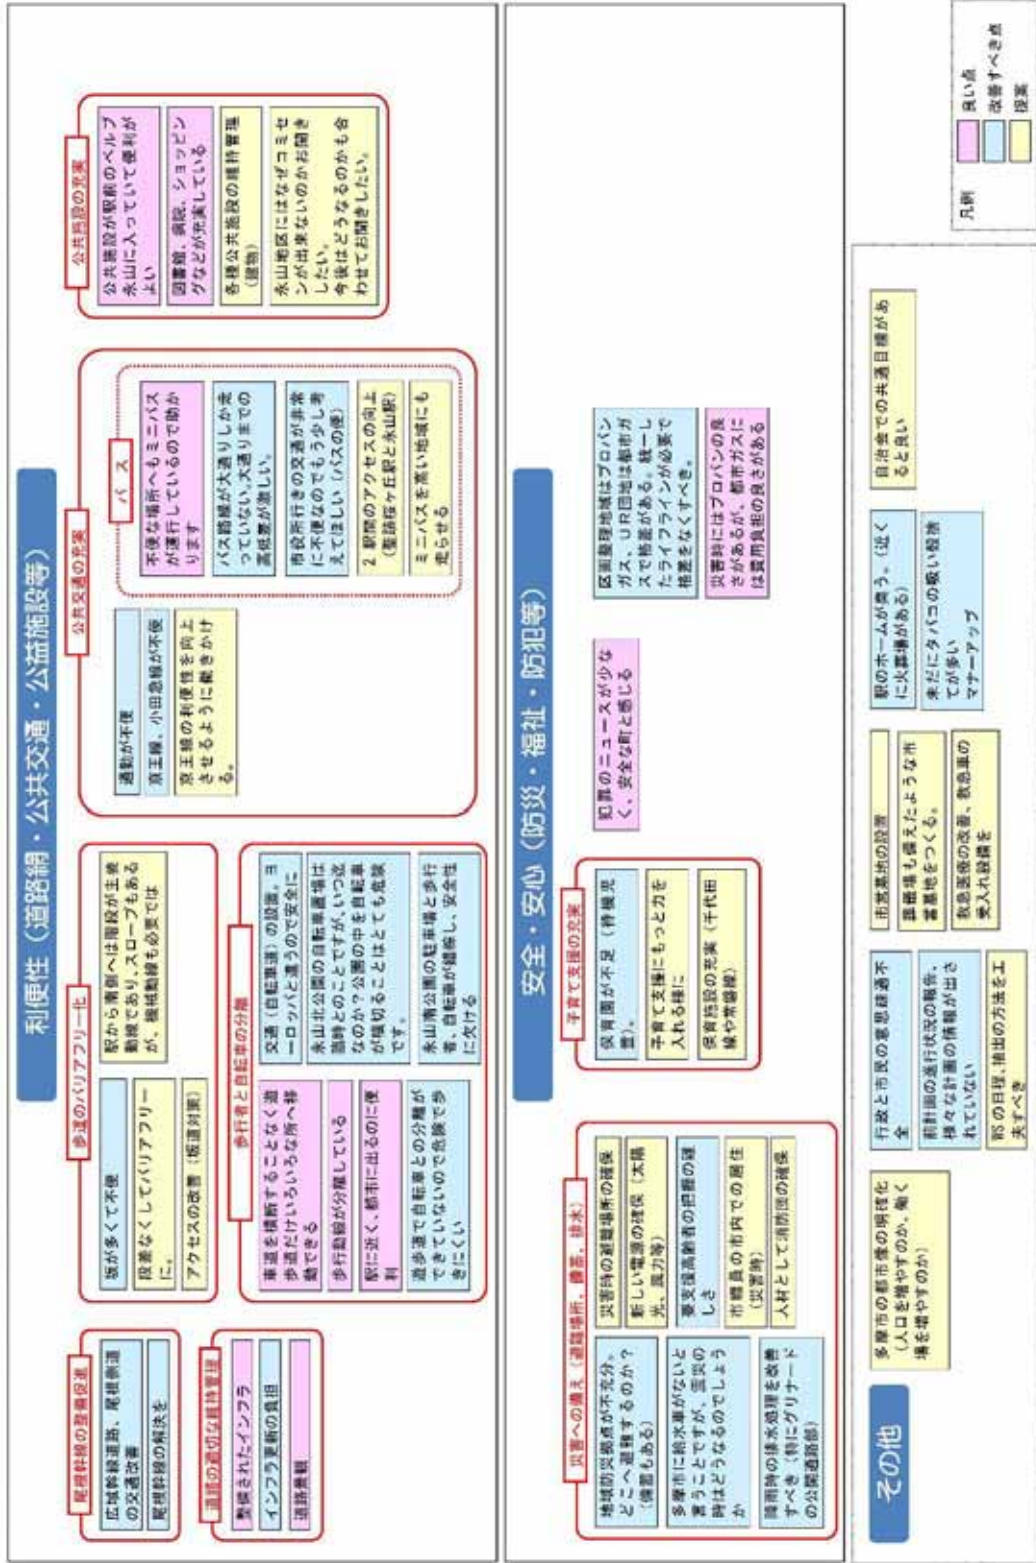 利便性（道路網・公共交通・公益施設等）
尾根幹線の整備促進
広域幹線道路、尾根側道
の交通改善
尾根幹線の解決を
道路の適切な維持管理
整備されたインフラ
インフラ更新の負担
道路景観
歩道のバリアフリー化
坂が多くて不便
段差なくしてバリアフリー
に。
アクセスの改善（坂道対策）
駅から南側へは階段が主要
動線であり、スロープもある
が、機械動線も必要では
歩行者と自転車の分離
車道を横断することなく遊
歩道だけいろいろな所へ移
動できる
歩行動線が分離している
駅に近く、都市に出るのに便
利
遊歩道で自転車との分離が
できていないので危険で歩
きにくい
交通（自転車道）の設置。ヨ
ーロッパと違うので安全に
永山北公園の自転車置場は
臨時とのことですが、いつ迄
なのか？公園の中を自転車
が横切ることはとても危険
です。
永山南公園の駐車場と歩行
者、自転車が錯綜し、安全性
に欠ける
公共交通の充実
通勤が不便
京王線、小田急線が不便
京王線の利便性を向上
させるように働きかけ
る。
バス
不便な場所へもミニバス
が運行しているので助か
ります
バス路線が大通りしか走
っていない。大通りまでの
高低差が激しい。
市役所行きの交通が非常
に不便なのでもう少し考
えてほしい（バスの便）
2 駅間のアクセスの向上
（聖蹟桜ヶ丘駅と永山駅）
ミニバスを高い地域にも
走らせる
公共施設の充実
公共施設が駅前のベルブ
永山に入っていて便利が
よい
図書館、病院、ショッピン
グなどが充実している
各種公共施設の維持管理
（建物）
永山地区にはなぜコミセ
ンが出来ないのかお聞き
したい。
今後はどうなるのかも合
わせてお聞きしたい。
安全・安心（防災・福祉・防犯等）
災害への備え（避難場所、備蓄、排水）
地域防災拠点が不充分。
どこへ避難するのか？
（備蓄もある）
多摩市に給水車がないと
言うことですが、震災の
時はどうなるのでしょう
か
降雨時の排水処理を改善
すべき（特にグリナード
の公開通路部）
災害時の避難場所の確保
新しい電源の確保（太陽
光、風力等）
要支援高齢者の把握の難
しさ
市職員の市内での居住
（災害時）
人材として消防団の確保
子育て支援の充実
保育園が不足（待機児
童）。
子育て支援にもっと力を
入れる様に
保育施設の充実（千代田
線や常磐線）
犯罪のニュースが少な
く、安全な町と感じる
区画整理地域はプロパン
ガス、UR団地は都市ガ
スで格差がある。統一し
たライフラインが必要で
格差をなくすべき。
災害時にはプロパンの良
さがあるが、都市ガスに
は費用負担の良さがある
その他
多摩市の都市像の明確化
（人口を増やすのか、働く
場を増やすのか）
行政と市民の意思疎通不
全
前計画の遂行状況の報告、
様々な計画の情報が出さ
れていない
WS の日程、抽出の方法を工
夫すべき
市営墓地の設置
葬儀場も備えたような市
営墓地をつくる。
救急医療の改善、救急車の
受入れ設備を
駅のホームが臭う。（近く
に火葬場がある）
未だにタバコの吸い殻捨
てが多い
マナーアップ
自治会での共通目標があ
ると良い
凡例
良い点
改善すべき点
提案